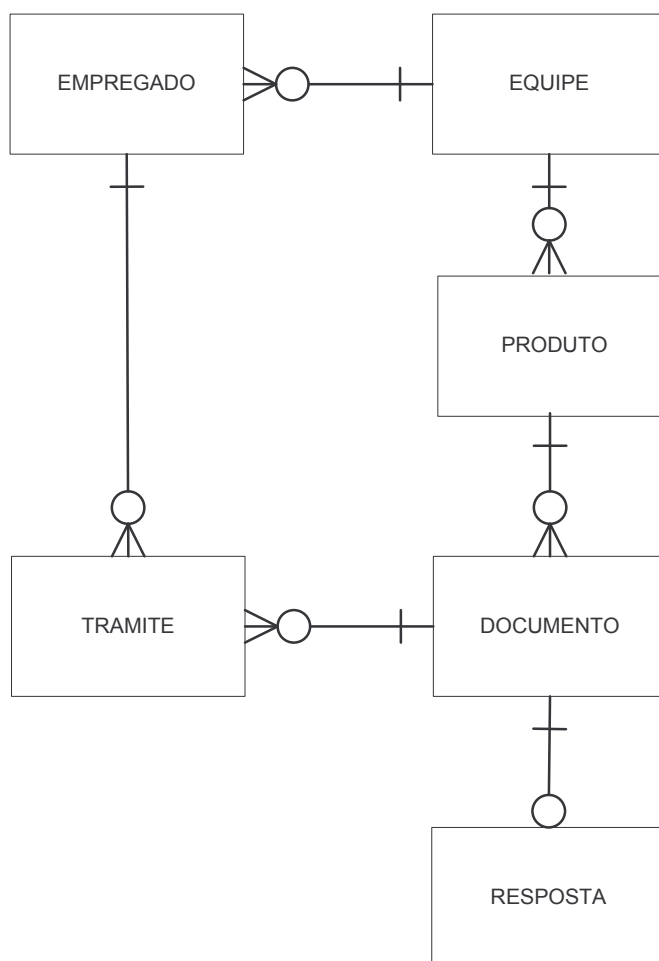 EMPREGADO
EQUIPE
PRODUTO
TRAMITE
DOCUMENTO
RESPOSTA